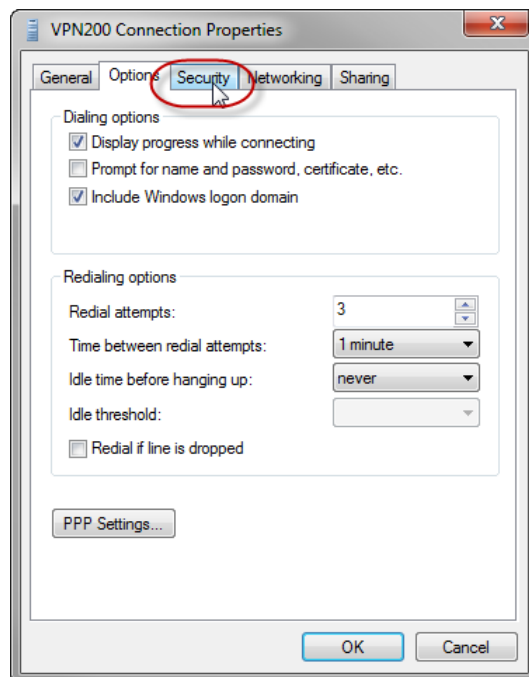 VPN200 Connection Properties
General Options Security Networking Sharing
Dialing options
Display progress while connecting
Prompt for name and password, certificate, etc.
Include Windows logon domain
Redialing options
Redial attempts: 3
Time between redial attempts: 1 minute
Idle time before hanging up: never
Idle threshold:
Redial if line is dropped
PPP Settings...
OK Cancel